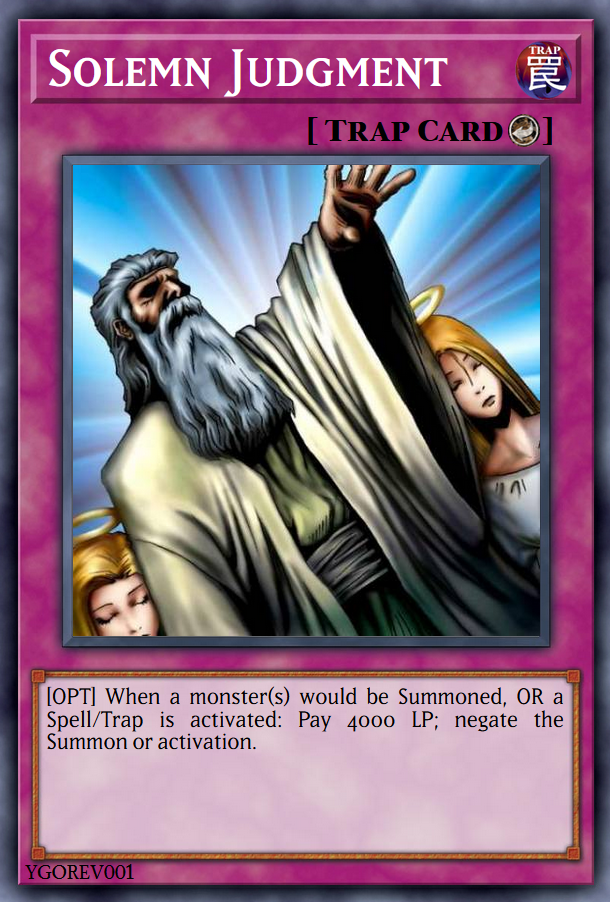 Solemn Judgment
TRAP
罠
[ Trap Card ]
[OPT] When a monster(s) would be Summoned, OR a
Spell/Trap is activated: Pay 4000 LP; negate the
Summon or activation.
YGOREV001